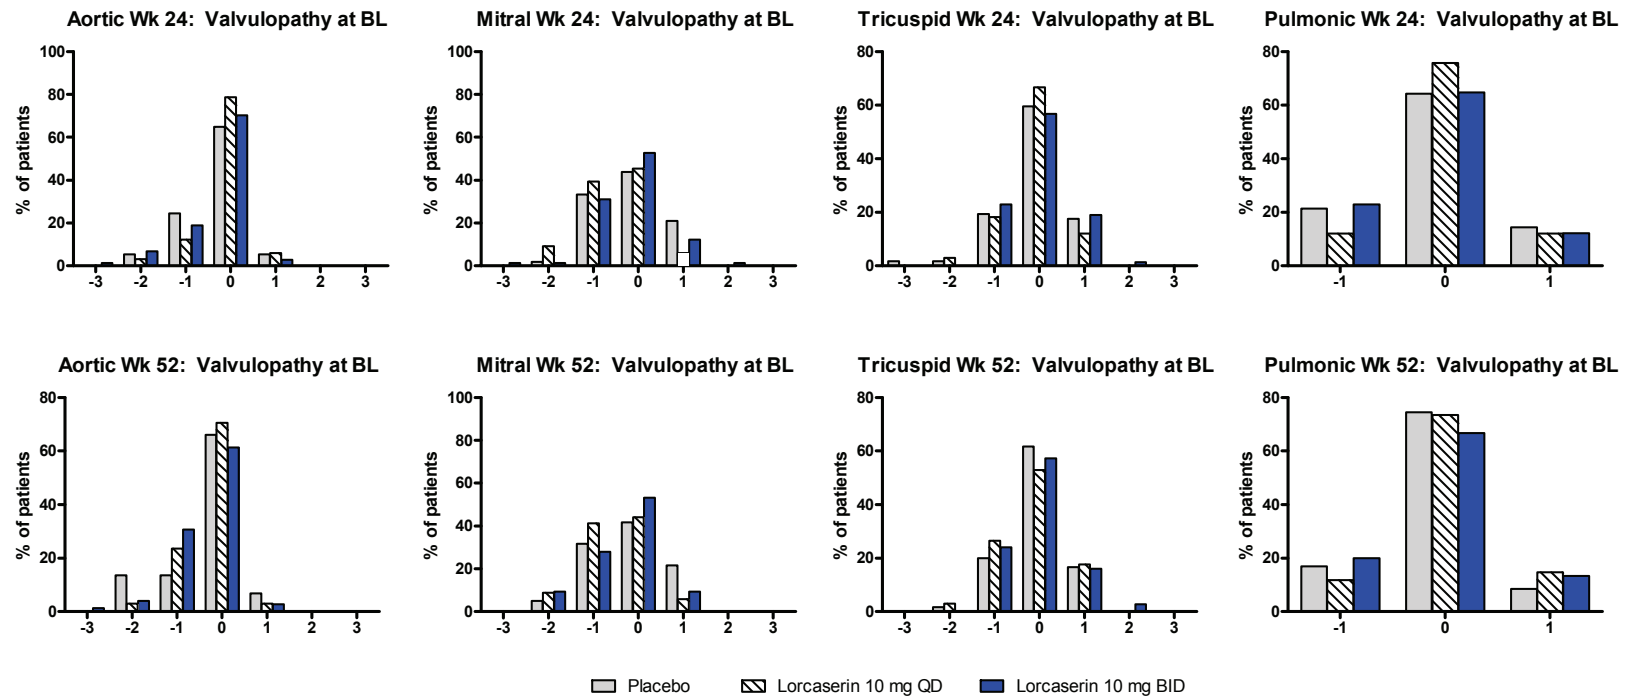 Aortic Wk 24: Valvulopathy at BL
Mitral Wk 24: Valvulopathy at BL
Tricuspid Wk 24: Valvulopathy at BL
Pulmonic Wk 24: Valvulopathy at BL
% of patients
100
80
60
40
20
0
-3 -2 -1 0 1 2 3
% of patients
100
80
60
40
20
0
-3 -2 -1 0 1 2 3
% of patients
80
60
40
20
0
-3 -2 -1 0 1 2 3
% of patients
80
60
40
20
0
-1 0 1
Aortic Wk 52: Valvulopathy at BL
Mitral Wk 52: Valvulopathy at BL
Tricuspid Wk 52: Valvulopathy at BL
Pulmonic Wk 52: Valvulopathy at BL
% of patients
80
60
40
20
0
-3 -2 -1 0 1 2 3
% of patients
100
80
60
40
20
0
-3 -2 -1 0 1 2 3
% of patients
80
60
40
20
0
-3 -2 -1 0 1 2 3
% of patients
80
60
40
20
0
-1 0 1
Placebo Lorcaserin 10 mg QD Lorcaserin 10 mg BID